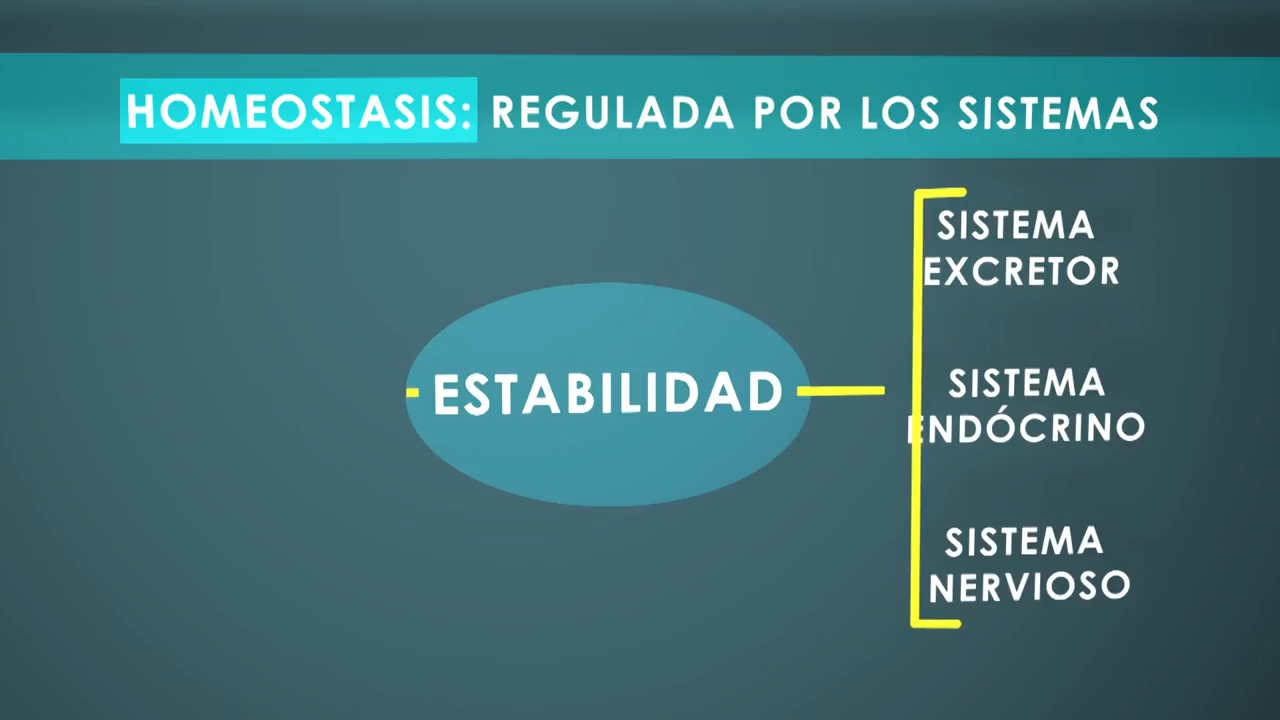 HOMEOSTASIS: REGULADA POR LOS SISTEMAS
ESTABILIDAD
SISTEMA
EXCRETOR
SISTEMA
ENDÓCRINO
SISTEMA
NERVIOSO